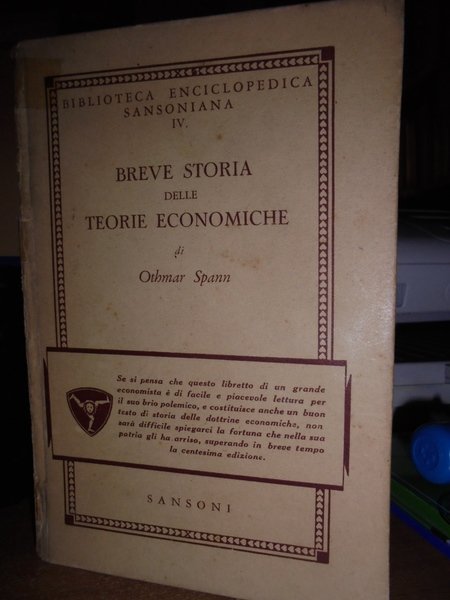 BIBLIOTECA ENCICLOPEDICA
SANSONIANA
IV.
BREVE STORIA
DELLE
TEORIE ECONOMICHE
di
Othmar Spann
Se si pensa che questo libretto di un grande
economista è di facile e piacevole lettura per
il suo brio polemico, e costituisce anche un buon
testo di storia delle dottrine economiche, non
sarà difficile spiegarci la fortuna che nella sua
patria gli ha arriso, superando in breve tempo
la centesima edizione.
SANSONI